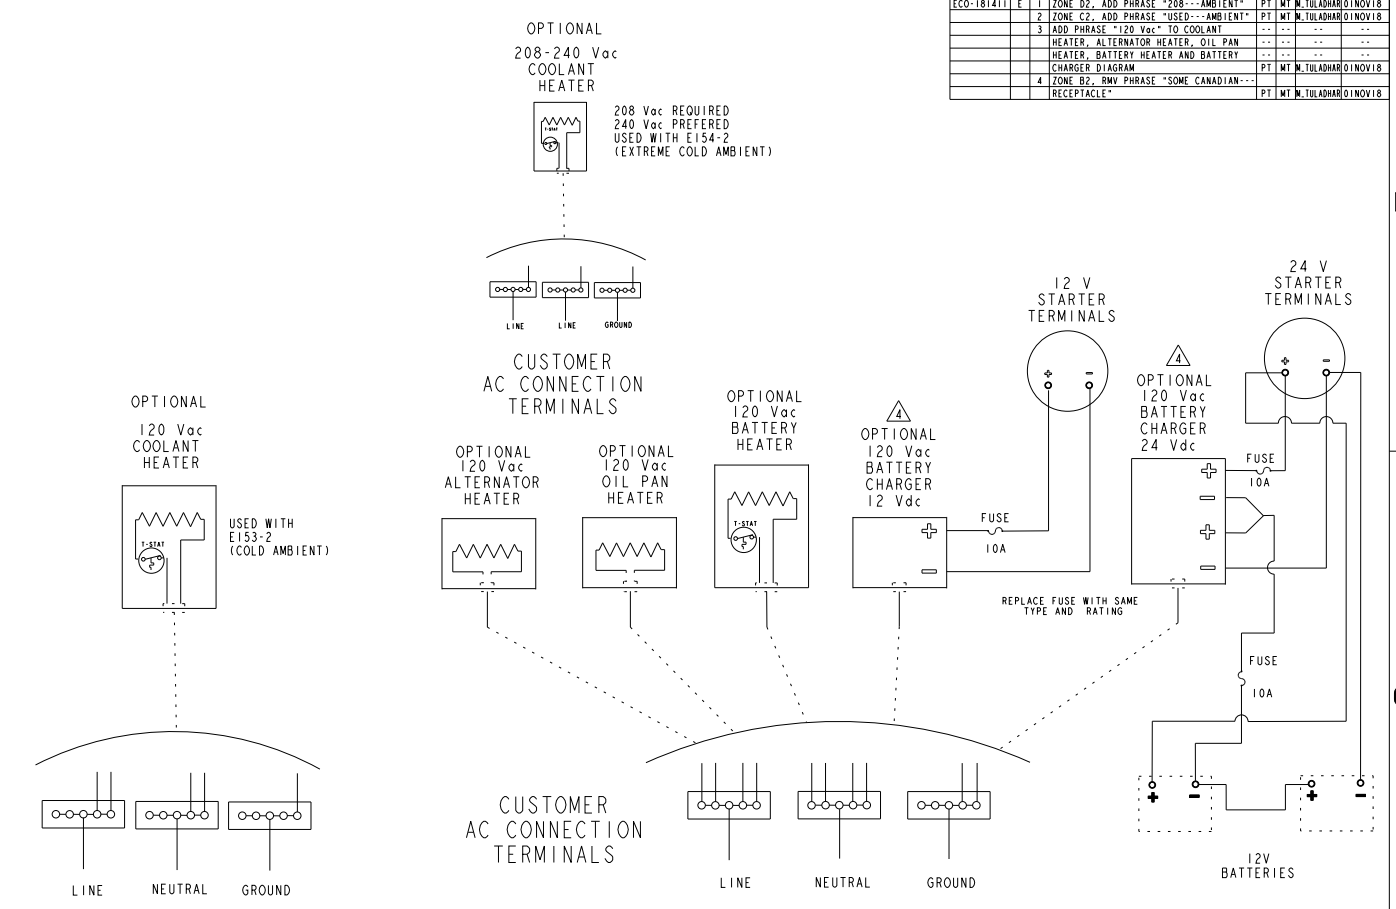 ECO-181411 E 1 ZONE D2, ADD PHRASE "208---AMBIENT" PT MT M.TULADHAR 01NOV18
2 ZONE C2, ADD PHRASE "USED---AMBIENT" PT MT M.TULADHAR 01NOV18
3 ADD PHRASE "120 Vac" TO COOLANT -- -- -- --
HEATER, ALTERNATOR HEATER, OIL PAN -- -- -- --
HEATER, BATTERY HEATER AND BATTERY -- -- -- --
CHARGER DIAGRAM PT MT M.TULADHAR 01NOV18
4 ZONE B2, RMV PHRASE "SOME CANADIAN---
RECEPTACLE" PT MT M.TULADHAR 01NOV18
OPTIONAL
208-240 Vac
COOLANT
HEATER
T-STAT
208 Vac REQUIRED
240 Vac PREFERED
USED WITH E154-2
(EXTREME COLD AMBIENT)
LINE
LINE
GROUND
CUSTOMER
AC CONNECTION
TERMINALS
12 V
STARTER
TERMINALS
+ -
24 V
STARTER
TERMINALS
+ -
OPTIONAL
120 Vac
COOLANT
HEATER
T-STAT
USED WITH
E153-2
(COLD AMBIENT)
OPTIONAL
120 Vac
ALTERNATOR
HEATER
OPTIONAL
120 Vac
OIL PAN
HEATER
OPTIONAL
120 Vac
BATTERY
HEATER
T-STAT
4
OPTIONAL
120 Vac
BATTERY
CHARGER
12 Vdc
+
-
FUSE
10A
4
OPTIONAL
120 Vac
BATTERY
CHARGER
24 Vdc
+
-
+
-
FUSE
10A
REPLACE FUSE WITH SAME
TYPE AND RATING
FUSE
10A
+ - + -
12V
BATTERIES
LINE
NEUTRAL
GROUND
CUSTOMER
AC CONNECTION
TERMINALS
LINE
NEUTRAL
GROUND